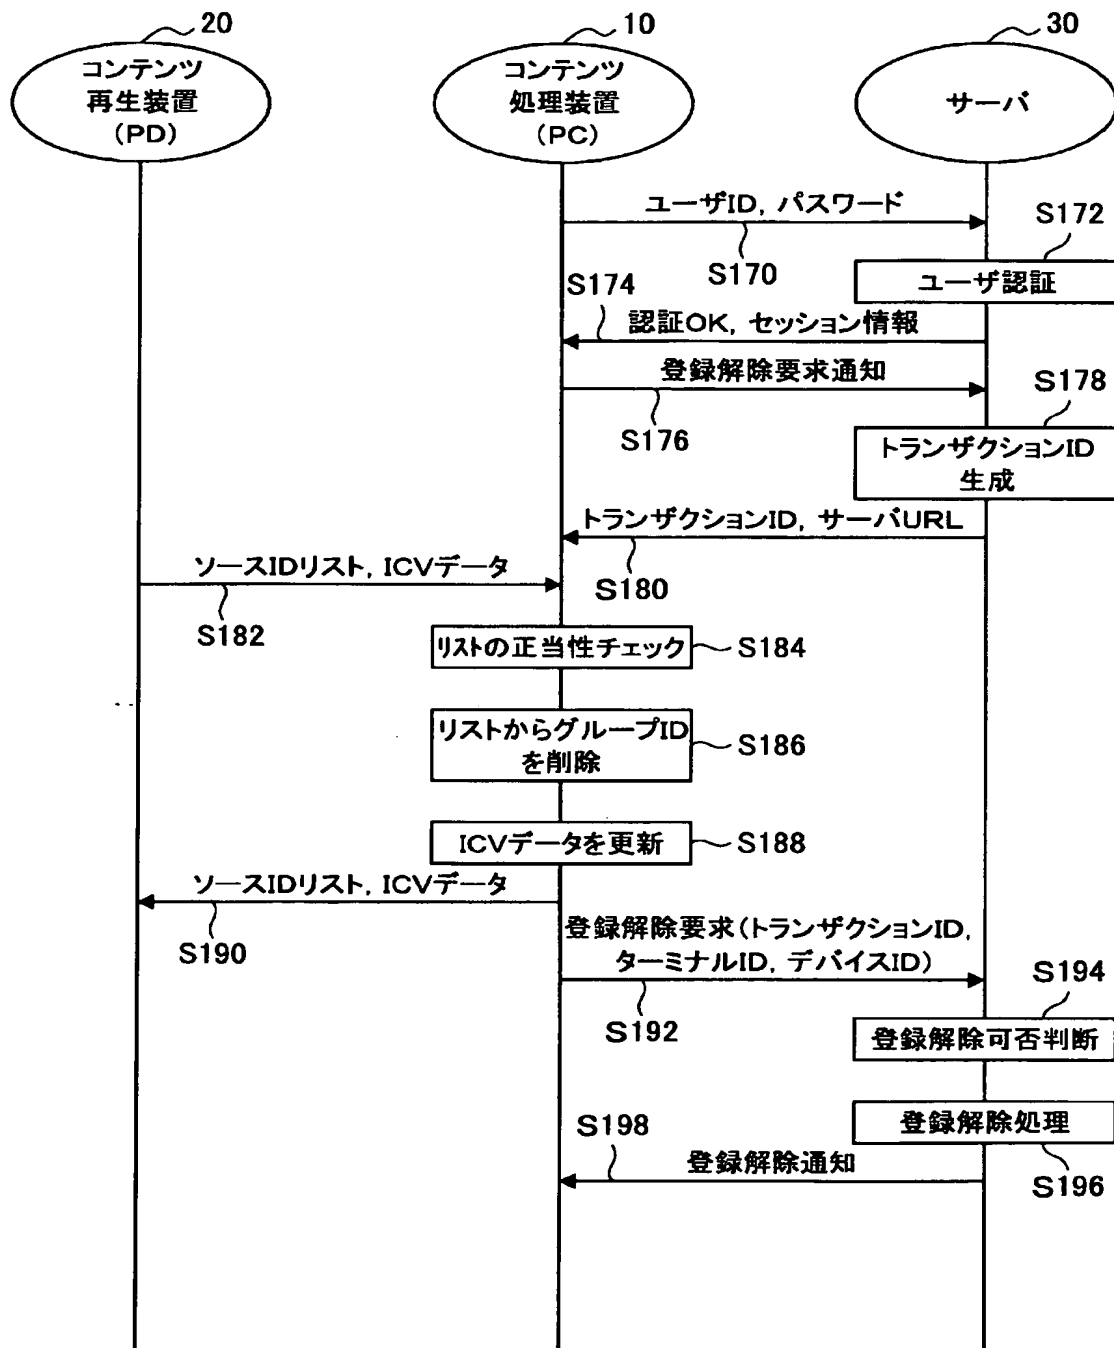 20
10
30
コンテンツ
再生装置
(PD)
コンテンツ
処理装置
(PC)
サーバ
ユーザID, パスワード
S170
S172
ユーザ認証
S174
認証OK, セッション情報
登録解除要求通知
S176
S178
トランザクションID
生成
トランザクションID, サーバURL
S180
ソースIDリスト, ICVデータ
S182
リストの正当性チェック
S184
リストからグループID
を削除
S186
ICVデータを更新
S188
ソースIDリスト, ICVデータ
S190
登録解除要求(トランザクションID,
ターミナルID, デバイスID)
S192
S194
登録解除可否判断
登録解除処理
S196
S198
登録解除通知